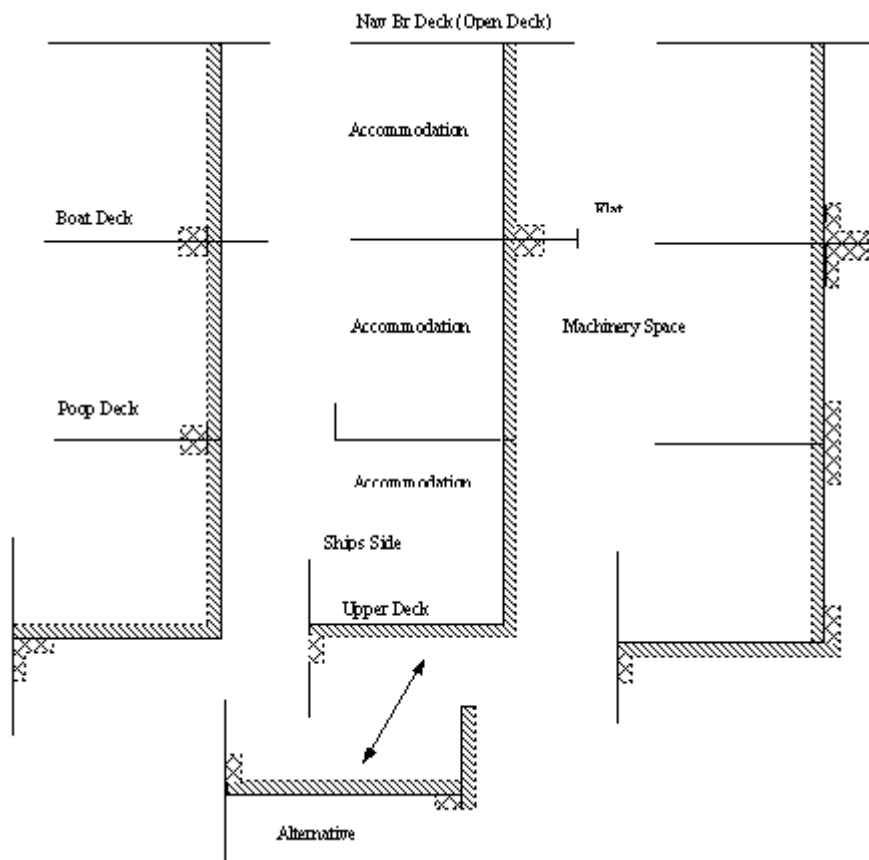 Nav Br Deck (Open Deck)
Accommodation
Boat Deck
Flat
Accommodation
Machinery Space
Poop Deck
Accommodation
Ships Side
Upper Deck
Alternative